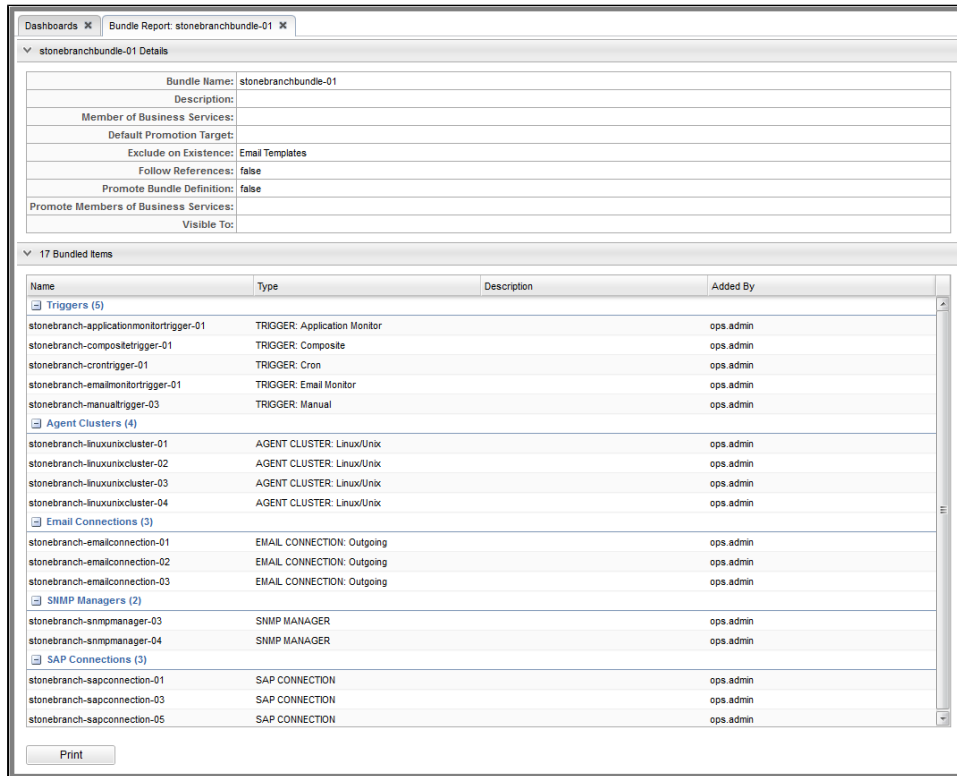 Dashboards Bundle Report: stonebranchbundle-01
stonebranchbundle-01 Details
Bundle Name: stonebranchbundle-01
Description:
Member of Business Services:
Default Promotion Target:
Exclude on Existence: Email Templates
Follow References: false
Promote Bundle Definition: false
Promote Members of Business Services:
Visible To:
17 Bundled Items
Name Type Description Added By
Triggers (5)
stonebranch-applicationmonitortrigger-01 TRIGGER: Application Monitor ops.admin
stonebranch-compositetrigger-01 TRIGGER: Composite ops.admin
stonebranch-crontrigger-01 TRIGGER: Cron ops.admin
stonebranch-emailmonitortrigger-01 TRIGGER: Email Monitor ops.admin
stonebranch-manualtrigger-03 TRIGGER: Manual ops.admin
Agent Clusters (4)
stonebranch-linuxunixcluster-01 AGENT CLUSTER: Linux/Unix ops.admin
stonebranch-linuxunixcluster-02 AGENT CLUSTER: Linux/Unix ops.admin
stonebranch-linuxunixcluster-03 AGENT CLUSTER: Linux/Unix ops.admin
stonebranch-linuxunixcluster-04 AGENT CLUSTER: Linux/Unix ops.admin
Email Connections (3)
stonebranch-emailconnection-01 EMAIL CONNECTION: Outgoing ops.admin
stonebranch-emailconnection-02 EMAIL CONNECTION: Outgoing ops.admin
stonebranch-emailconnection-03 EMAIL CONNECTION: Outgoing ops.admin
SNMP Managers (2)
stonebranch-snmpmanager-03 SNMP MANAGER ops.admin
stonebranch-snmpmanager-04 SNMP MANAGER ops.admin
SAP Connections (3)
stonebranch-sapconnection-01 SAP CONNECTION ops.admin
stonebranch-sapconnection-03 SAP CONNECTION ops.admin
stonebranch-sapconnection-05 SAP CONNECTION ops.admin
Print